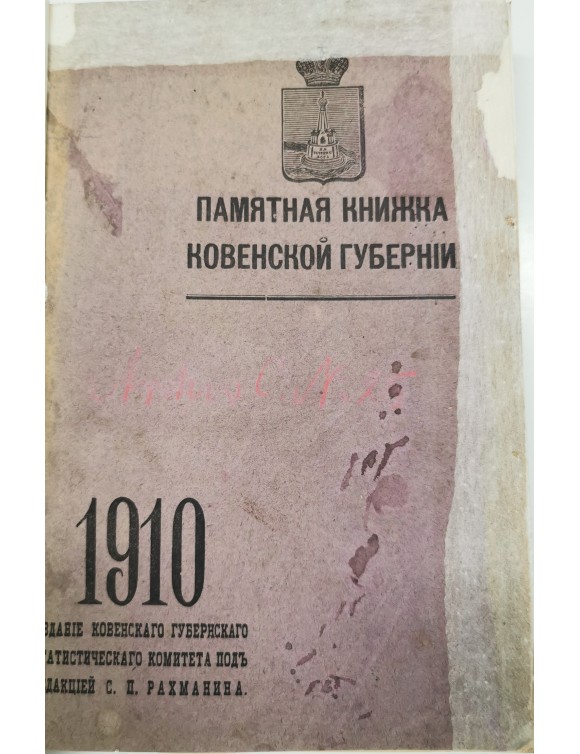 ПАМЯТНАЯ КНИЖКА
КОВЕНСКОЙ ГУБЕРНІИ
1910
ЗДАНІЕ КОВЕНСКАГО ГУБЕРНСКАГО
ТАТИСТИЧЕСКАГО КОМИТЕТА ПОДЪ
ДАКЦІЕЙ С. П. РАХМАНИНА.